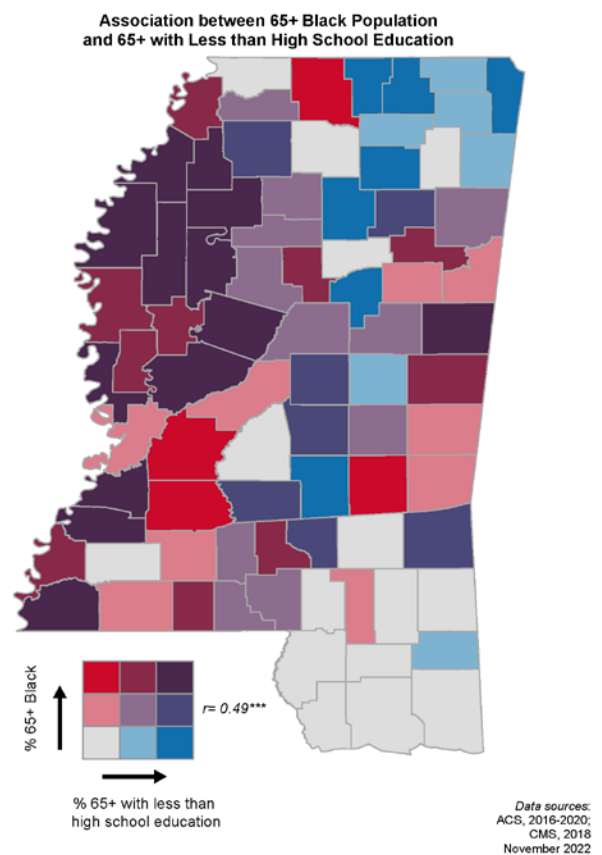 Association between 65+ Black Population
and 65+ with Less than High School Education
% 65+ Black
r= 0.49***
% 65+ with less than
high school education
Data sources:
ACS, 2016-2020;
CMS, 2018
November 2022